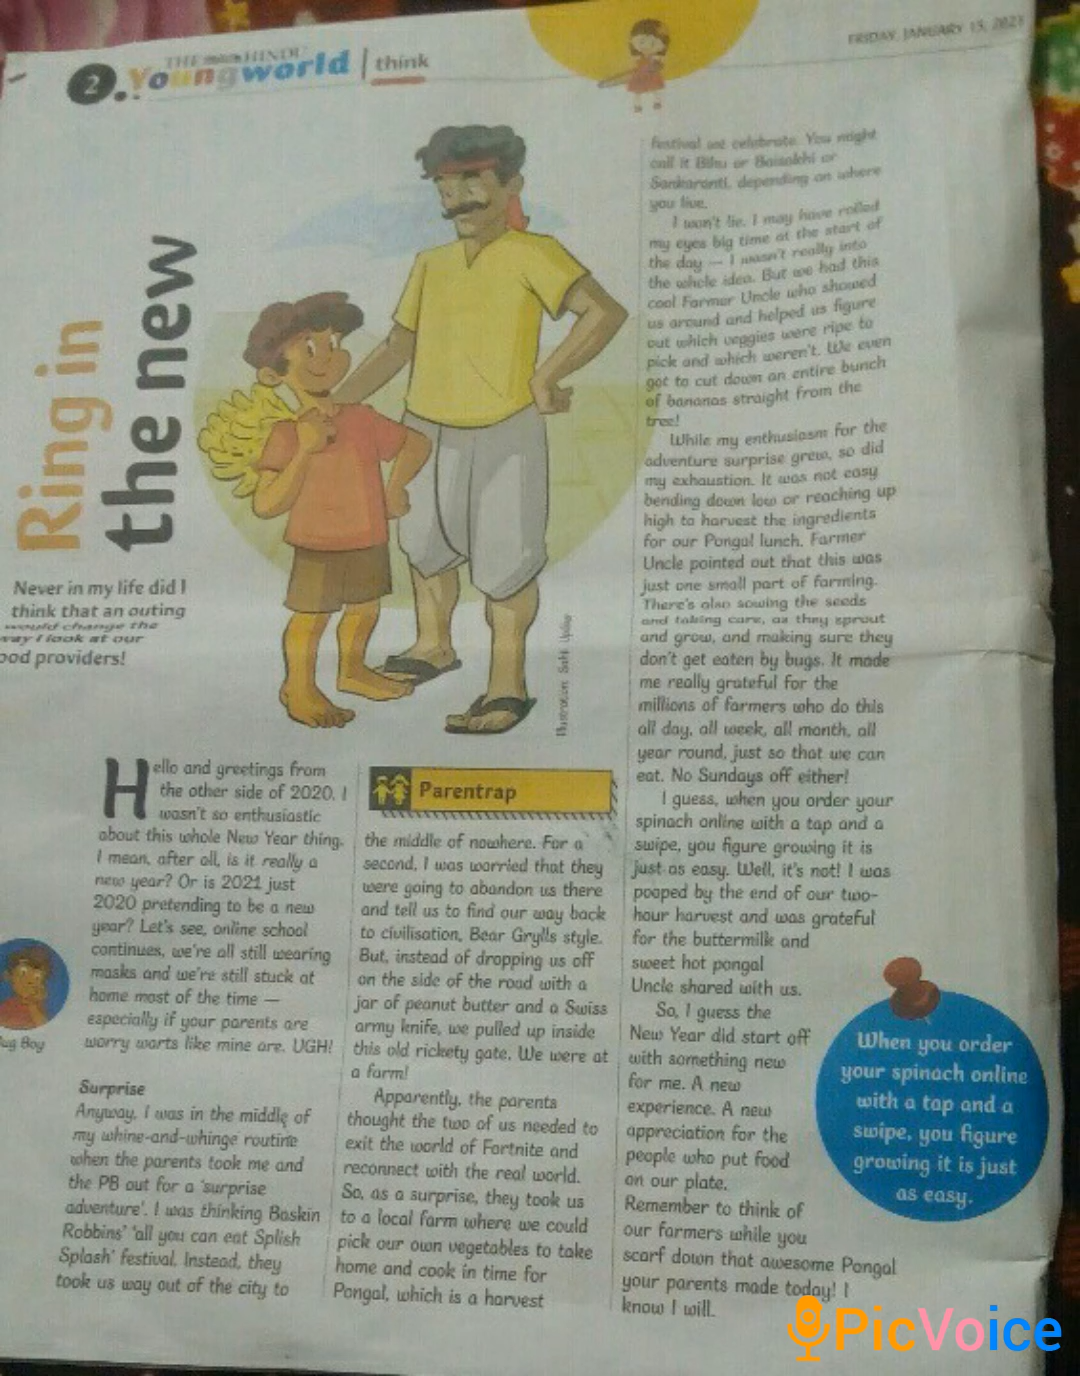 2
THE HINDU
Youngworld | think
FRIDAY, JANUARY 15, 2021
Ring in
the new
Never in my life did I
think that an outing
would change the
way I look at our
food providers!
Illustration: Sahil Upalap
Hello and greetings from
the other side of 2020. I
wasn't so enthusiastic
about this whole New Year thing.
I mean, after all, is it really a
new year? Or is 2021 just
2020 pretending to be a new
year? Let's see, online school
continues, we're all still wearing
masks and we're still stuck at
home most of the time —
especially if your parents are
worry warts like mine are. UGH!
Boy
Surprise
Anyway, I was in the middle of
my whine-and-whinge routine
when the parents took me and
the PB out for a 'surprise
adventure'. I was thinking Baskin
Robbins' 'all you can eat Splish
Splash' festival. Instead, they
took us way out of the city to
Parentrap
the middle of nowhere. For a
second, I was worried that they
were going to abandon us there
and tell us to find our way back
to civilisation, Bear Grylls style.
But, instead of dropping us off
on the side of the road with a
jar of peanut butter and a Swiss
army knife, we pulled up inside
this old rickety gate. We were at
a farm!
Apparently, the parents
thought the two of us needed to
exit the world of Fortnite and
reconnect with the real world.
So, as a surprise, they took us
to a local farm where we could
pick our own vegetables to take
home and cook in time for
Pongal, which is a harvest
festival we celebrate. You might
call it Bihu or Baisakhi or
Sankaranti, depending on where
you live.
I won't lie. I may have rolled
my eyes big time at the start of
the day — I wasn't really into
the whole idea. But we had this
cool Farmer Uncle who showed
us around and helped us figure
out which veggies were ripe to
pick and which weren't. We even
got to cut down an entire bunch
of bananas straight from the
tree!
While my enthusiasm for the
adventure surprise grew, so did
my exhaustion. It was not easy
bending down low or reaching up
high to harvest the ingredients
for our Pongal lunch. Farmer
Uncle pointed out that this was
just one small part of farming.
There's also sowing the seeds
and taking care, as they sprout
and grow, and making sure they
don't get eaten by bugs. It made
me really grateful for the
millions of farmers who do this
all day, all week, all month, all
year round, just so that we can
eat. No Sundays off either!
I guess, when you order your
spinach online with a tap and a
swipe, you figure growing it is
just as easy. Well, it's not! I was
pooped by the end of our two-
hour harvest and was grateful
for the buttermilk and
sweet hot pongal
Uncle shared with us.
So, I guess the
New Year did start off
with something new
for me. A new
experience. A new
appreciation for the
people who put food
on our plate.
Remember to think of
our farmers while you
scarf down that awesome Pongal
your parents made today! I
know I will.
When you order
your spinach online
with a tap and a
swipe, you figure
growing it is just
as easy.
PicVoice